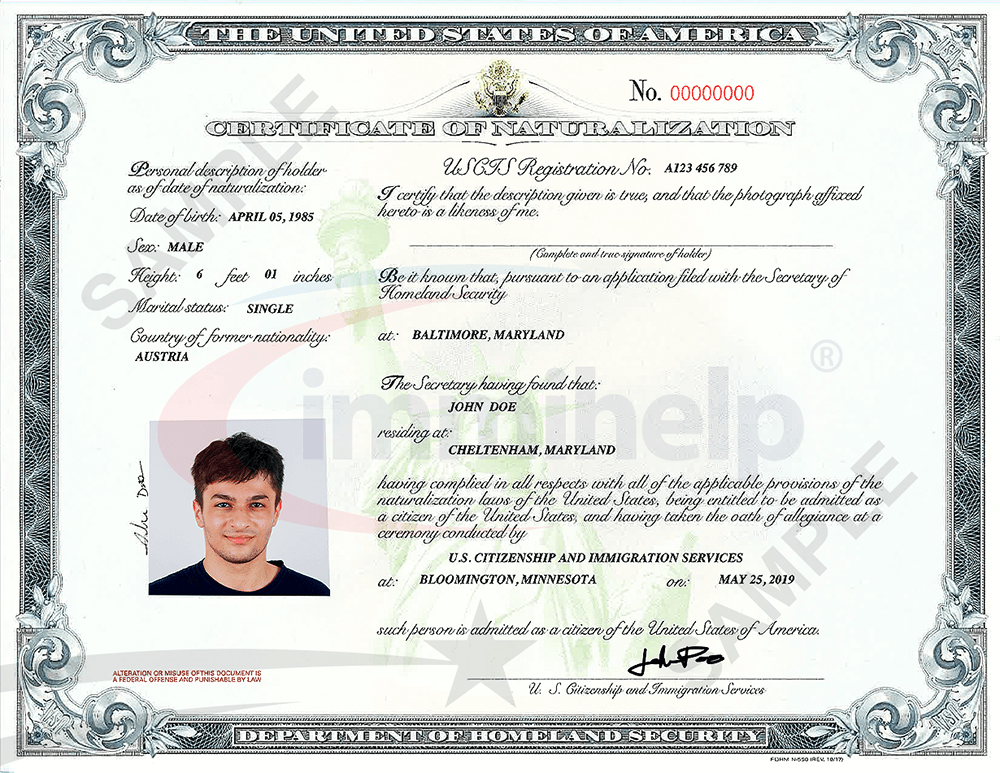 THE UNITED STATES OF AMERICA
No. 00000000
CERTIFICATE OF NATURALIZATION
Personal description of holder
as of date of naturalization:
Date of birth: APRIL 05, 1985
Sex: MALE
Height: 6 feet 01 inches
Marital status: SINGLE
Country of former nationality:
AUSTRIA
USCIS Registration No. A123 456 789
I certify that the description given is true, and that the photograph affixed
hereto is a likeness of me.
(Complete and true signature of holder)
Be it known that, pursuant to an application filed with the Secretary of
Homeland Security
at: BALTIMORE, MARYLAND
The Secretary having found that:
JOHN DOE
residing at:
CHELTENHAM, MARYLAND
having complied in all respects with all of the applicable provisions of the
naturalization laws of the United States, being entitled to be admitted as
a citizen of the United States, and having taken the oath of allegiance at a
ceremony conducted by
U.S. CITIZENSHIP AND IMMIGRATION SERVICES
at: BLOOMINGTON, MINNESOTA on: MAY 25, 2019
such person is admitted as a citizen of the United States of America.
John Doe
U. S. Citizenship and Immigration Services
ALTERATION OR MISUSE OF THIS DOCUMENT IS
A FEDERAL OFFENSE AND PUNISHABLE BY LAW
DEPARTMENT OF HOMELAND SECURITY
FORM N-550 (REV. 10/17)
SAMPLE
immihelp®
SAMPLE